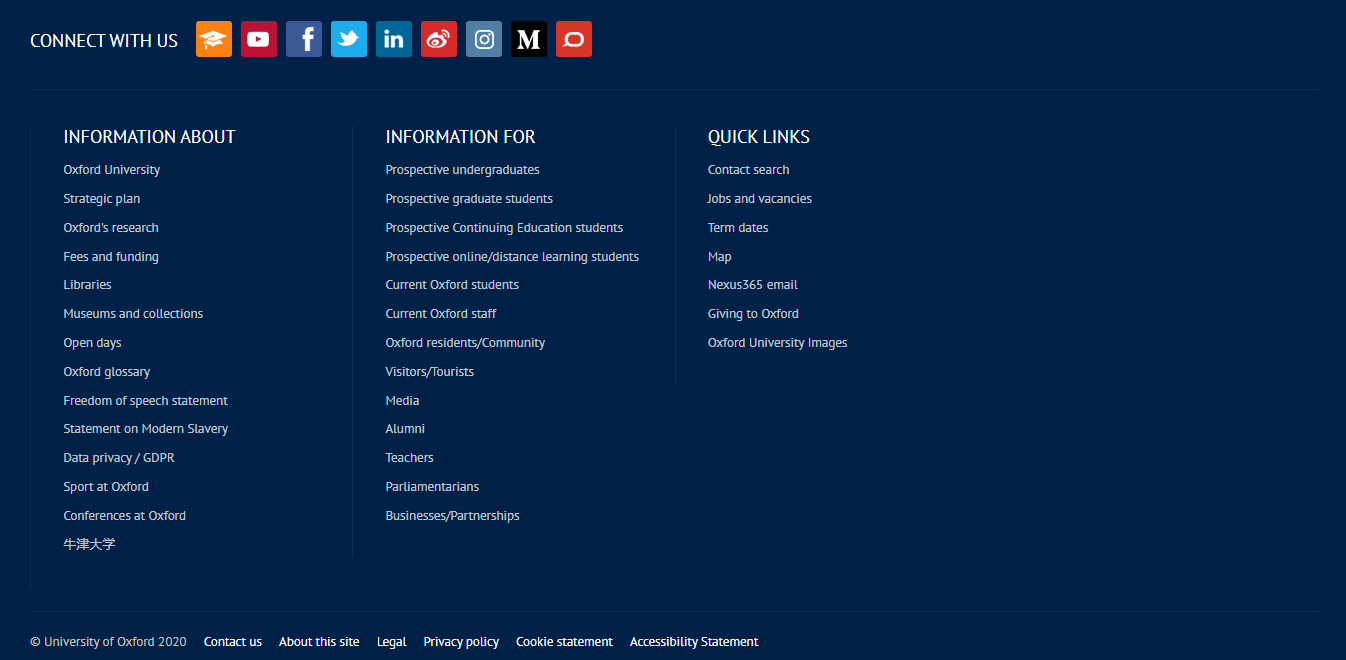 CONNECT WITH US
INFORMATION ABOUT
Oxford University
Strategic plan
Oxford's research
Fees and funding
Libraries
Museums and collections
Open days
Oxford glossary
Freedom of speech statement
Statement on Modern Slavery
Data privacy / GDPR
Sport at Oxford
Conferences at Oxford
牛津大学
INFORMATION FOR
Prospective undergraduates
Prospective graduate students
Prospective Continuing Education students
Prospective online/distance learning students
Current Oxford students
Current Oxford staff
Oxford residents/Community
Visitors/Tourists
Media
Alumni
Teachers
Parliamentarians
Businesses/Partnerships
QUICK LINKS
Contact search
Jobs and vacancies
Term dates
Map
Nexus365 email
Giving to Oxford
Oxford University Images
© University of Oxford 2020 Contact us About this site Legal Privacy policy Cookie statement Accessibility Statement